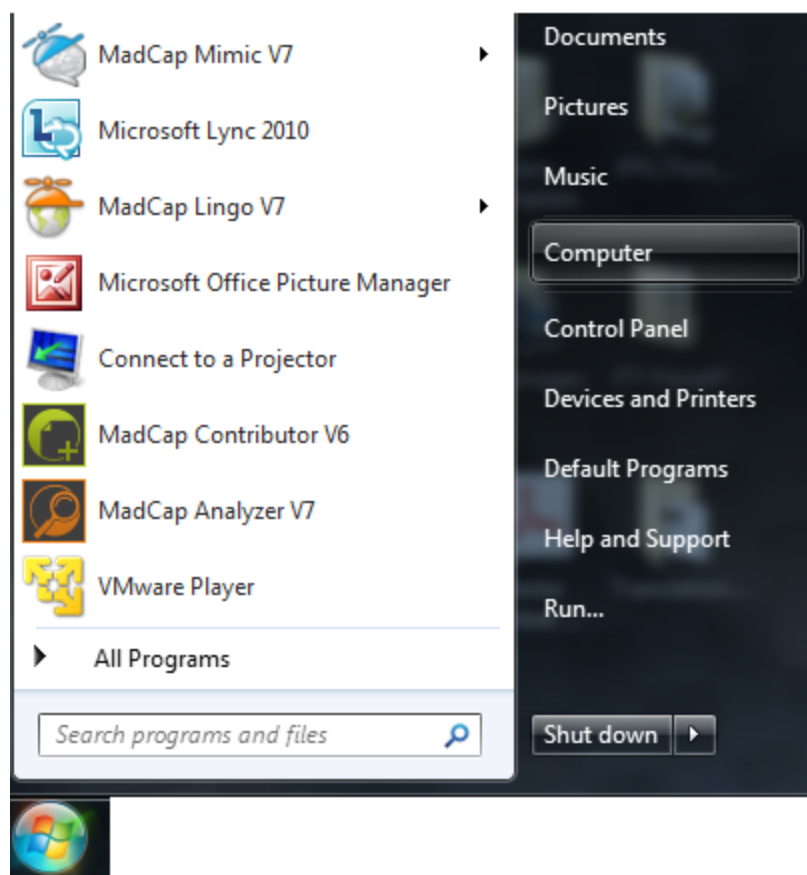 MadCap Mimic V7
Microsoft Lync 2010
MadCap Lingo V7
Microsoft Office Picture Manager
Connect to a Projector
MadCap Contributor V6
MadCap Analyzer V7
VMware Player
All Programs
Search programs and files
Documents
Pictures
Music
Computer
Control Panel
Devices and Printers
Default Programs
Help and Support
Run...
Shut down